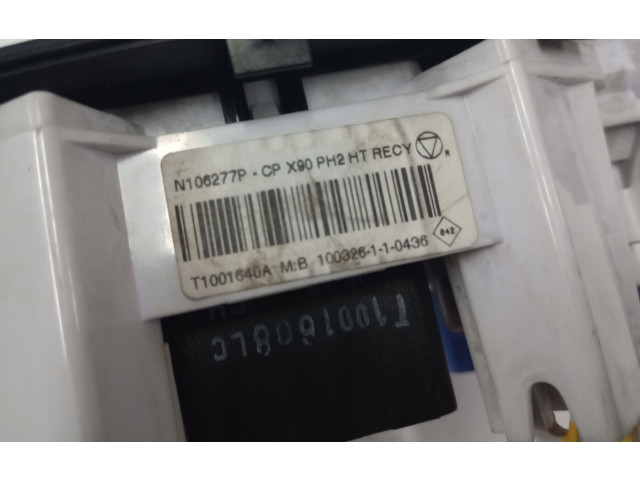 N106277P - CP X90 PH2 HT RECY
R
T1001640A M:B 100326-1-1-0436
842
T1001608LC